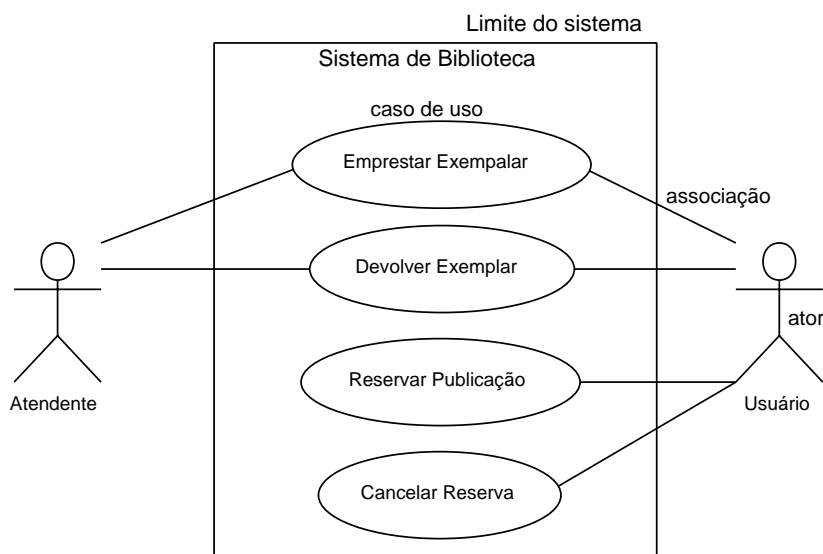 Limite do sistema
Sistema de Biblioteca
caso de uso
Emprestar Exempalar
associação
Devolver Exemplar
ator
Reservar Publicação
Atendente
Usuário
Cancelar Reserva